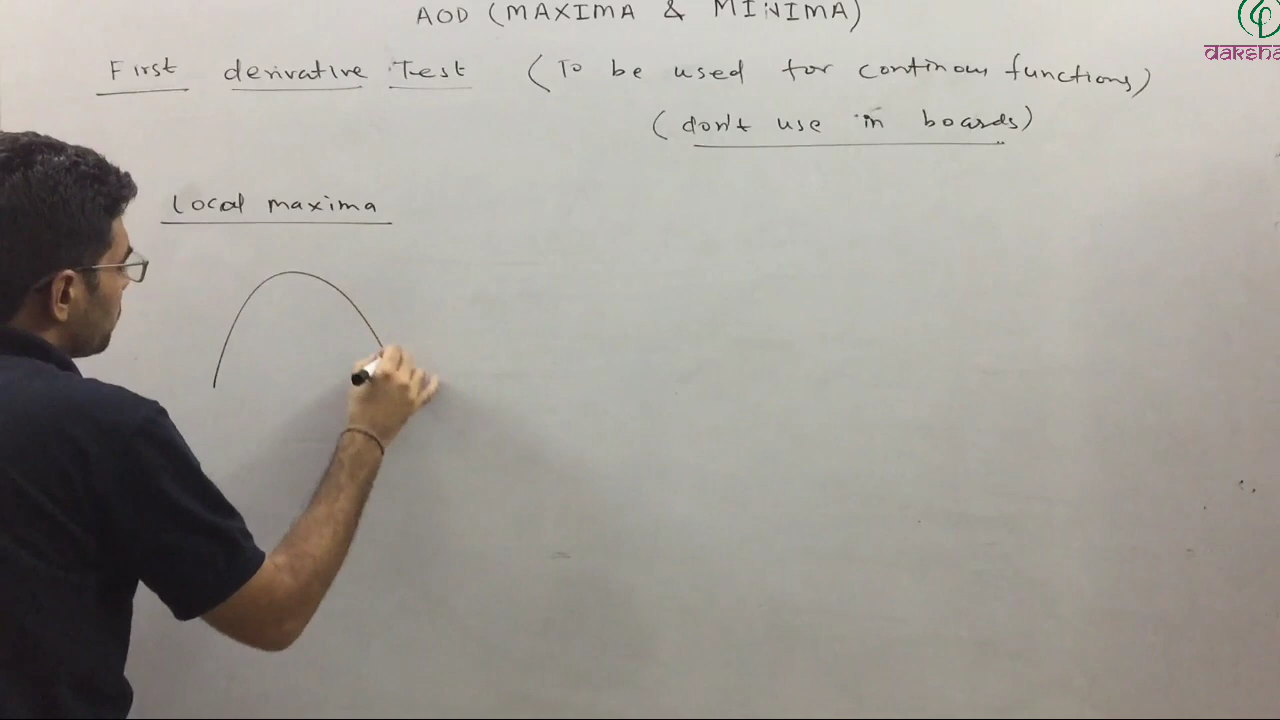 AOD (MAXIMA & MINIMA)
daksha
First derivative Test (To be used for continous functions)
(don't use in boards)
Local maxima